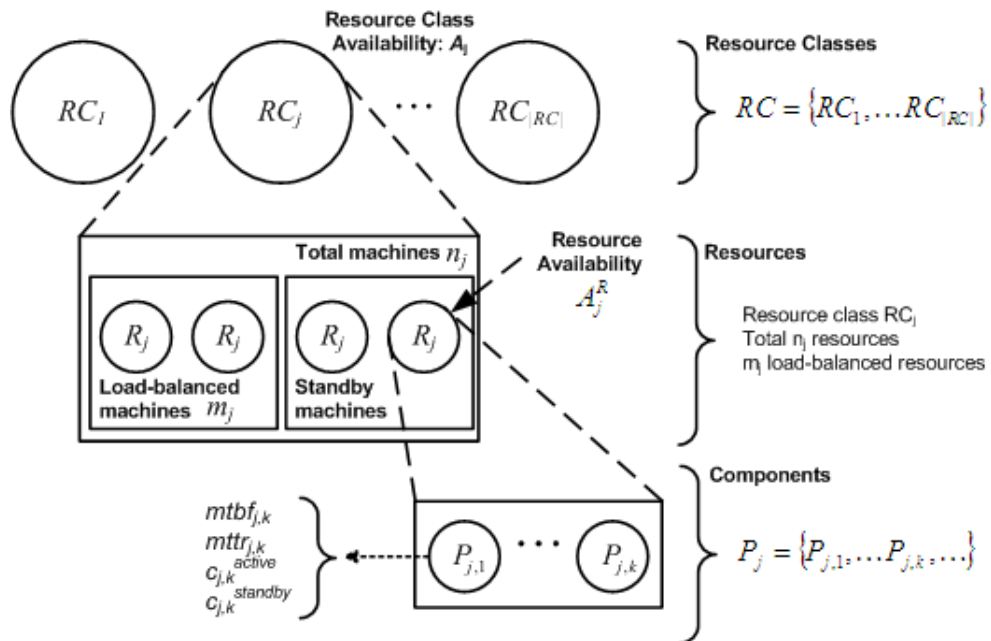 Resource Class
Availability: A_j
Resource Classes
RC_1
RC_j
...
RC_|RC|
RC = {RC_1, ... RC_|RC|}
Total machines n_j
Resource
Availability
A_j^R
Resources
R_j
R_j
R_j
R_j
Load-balanced
machines m_j
Standby
machines
Resource class RC_j
Total n_j resources
m_j load-balanced resources
Components
mtbf_j,k
mttr_j,k
c_j,k^active
c_j,k^standby
P_j,1
...
P_j,k
P_j = {P_j,1, ... P_j,k, ...}